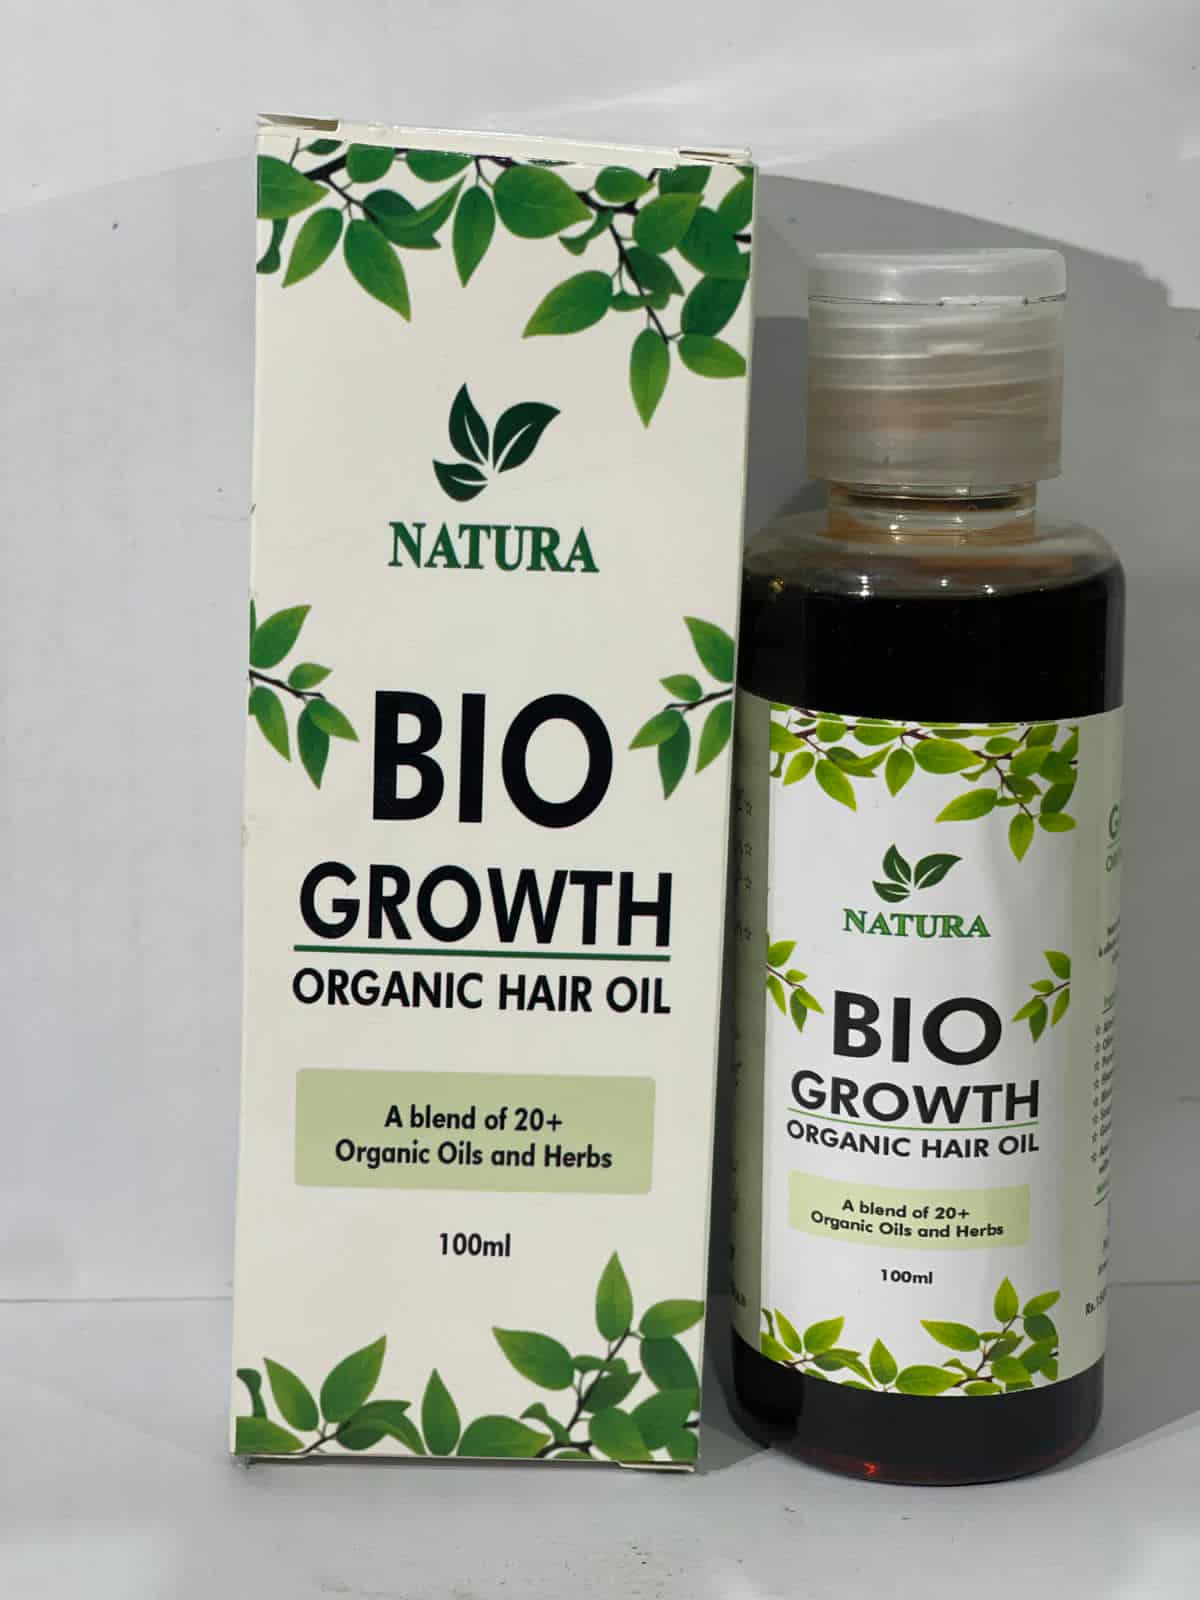 NATURA
BIO
GROWTH
ORGANIC HAIR OIL
A blend of 20+
Organic Oils and Herbs
100ml
NATURA
BIO
GROWTH
ORGANIC HAIR OIL
A blend of 20+
Organic Oils and Herbs
100ml